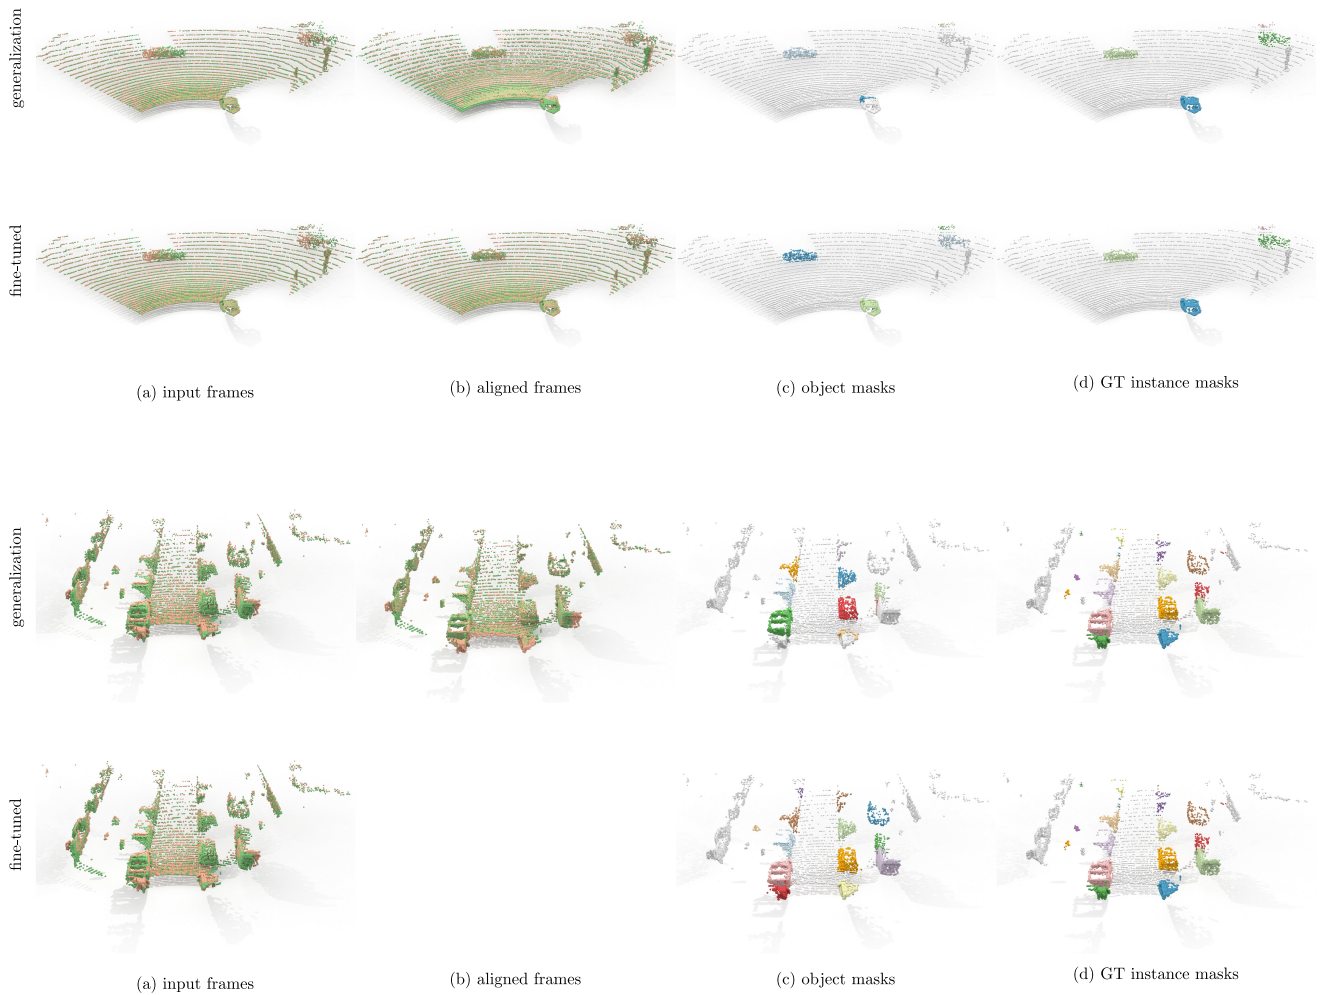 generalization
fine-tuned
(a) input frames
(b) aligned frames
(c) object masks
(d) GT instance masks
generalization
fine-tuned
(a) input frames
(b) aligned frames
(c) object masks
(d) GT instance masks